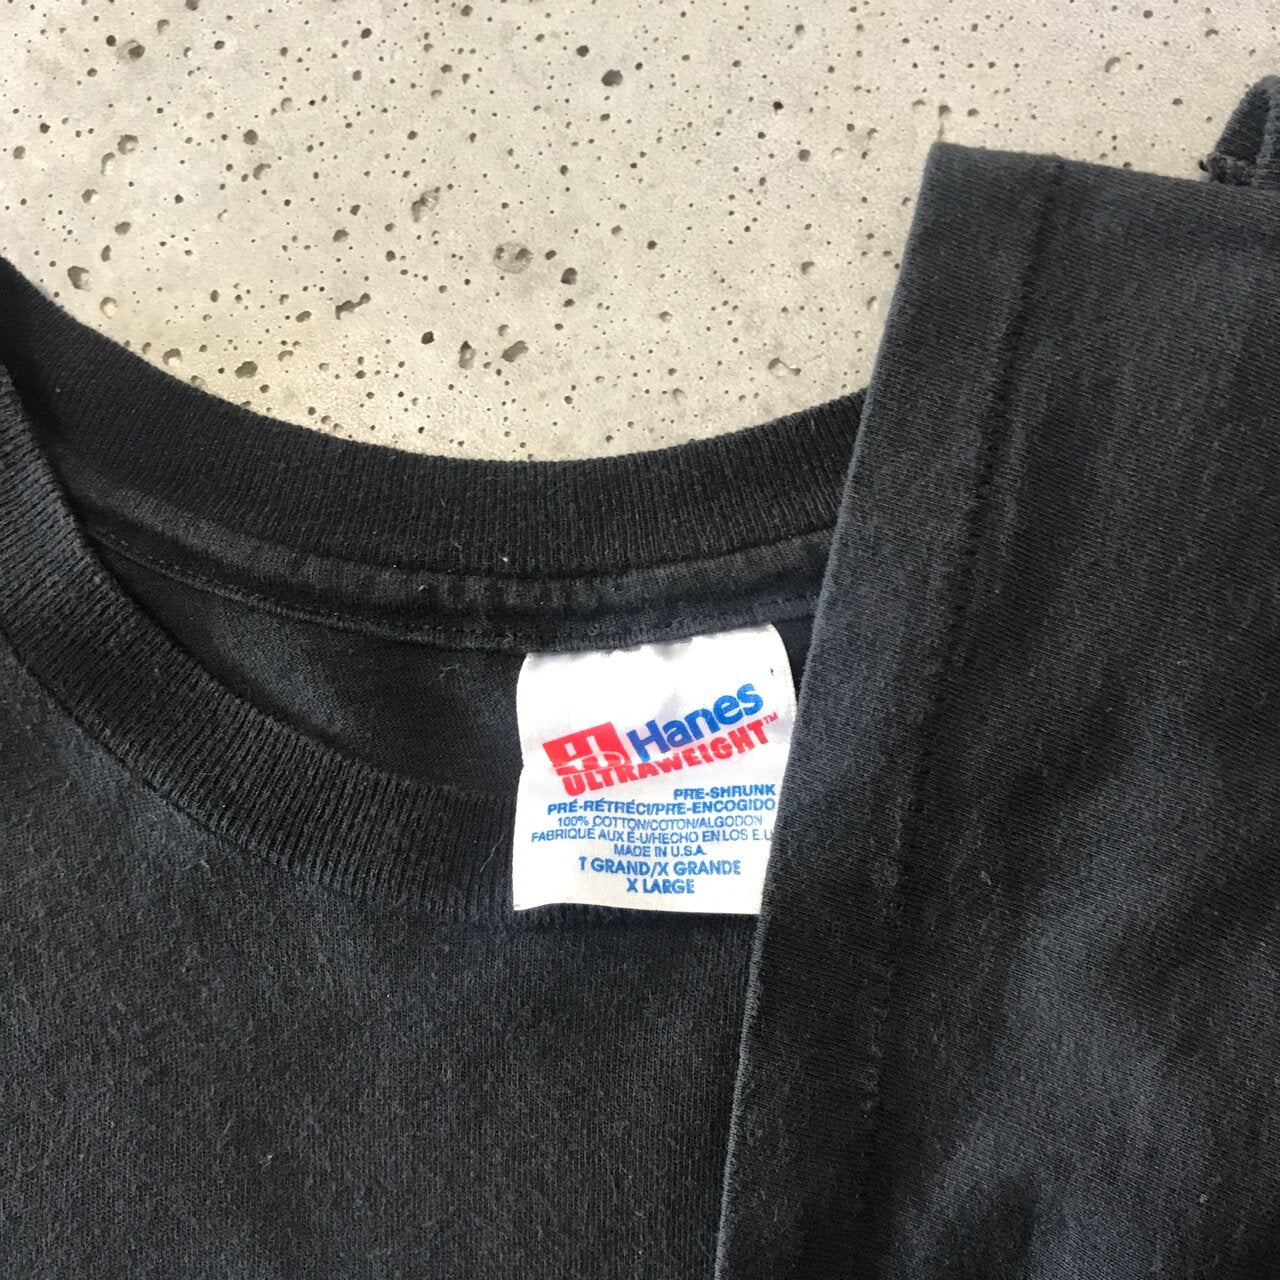 Hanes
ULTRAWEIGHT™
PRE-SHRUNK
PRÉ-RÉTRÉCI/PRE-ENCOGIDO
100% COTTON/COTON/ALGODON
FABRIQUÉ AUX É-U/HECHO EN LOS E.U
MADE IN U.S.A.
T GRAND/X GRANDE
X LARGE